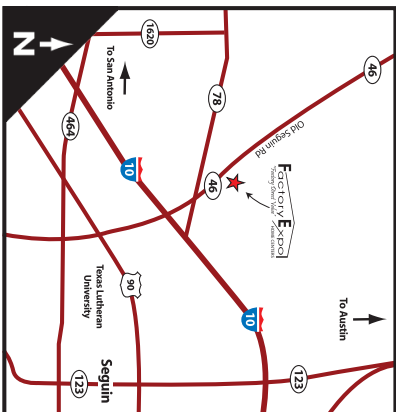 N
To San Antonio
1620
46
78
Old Seguin Rd
464
10
46
Factory Expo
"Factory Direct Value"
HOME CENTERS
90
Texas Lutheran
University
10
To Austin
Seguin
123
123